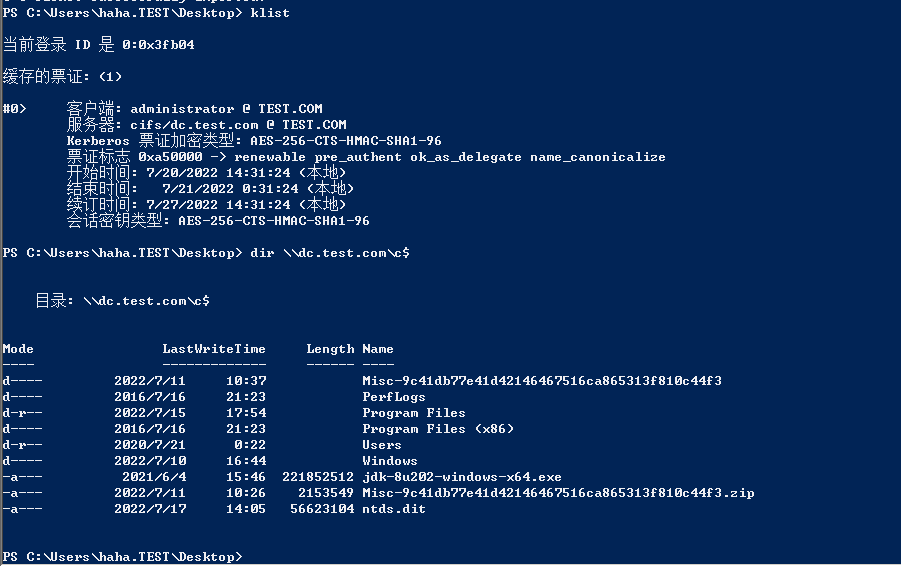 PS C:\Users\haha.TEST\Desktop> klist
当前登录 ID 是 0:0x3fb04
缓存的票证: (1)
#0>     客户端: administrator @ TEST.COM
        服务器: cifs/dc.test.com @ TEST.COM
        Kerberos 票证加密类型: AES-256-CTS-HMAC-SHA1-96
        票证标志 0xa50000 -> renewable pre_authent ok_as_delegate name_canonicalize
        开始时间: 7/20/2022 14:31:24 (本地)
        结束时间:   7/21/2022 0:31:24 (本地)
        续订时间: 7/27/2022 14:31:24 (本地)
        会话密钥类型: AES-256-CTS-HMAC-SHA1-96
PS C:\Users\haha.TEST\Desktop> dir \\dc.test.com\c$
    目录: \\dc.test.com\c$
Mode                LastWriteTime     Length Name
----                -------------     ------ ----
d----         2022/7/11     10:37            Misc-9c41db77e41d42146467516ca865313f810c44f3
d----         2016/7/16     21:23            PerfLogs
d-r--         2022/7/15     17:54            Program Files
d----         2016/7/16     21:23            Program Files (x86)
d-r--         2020/7/21      0:22            Users
d----         2022/7/10     16:44            Windows
-a---          2021/6/4     15:46  221852512 jdk-8u202-windows-x64.exe
-a---         2022/7/11     10:26    2153549 Misc-9c41db77e41d42146467516ca865313f810c44f3.zip
-a---         2022/7/17     14:05   56623104 ntds.dit
PS C:\Users\haha.TEST\Desktop>